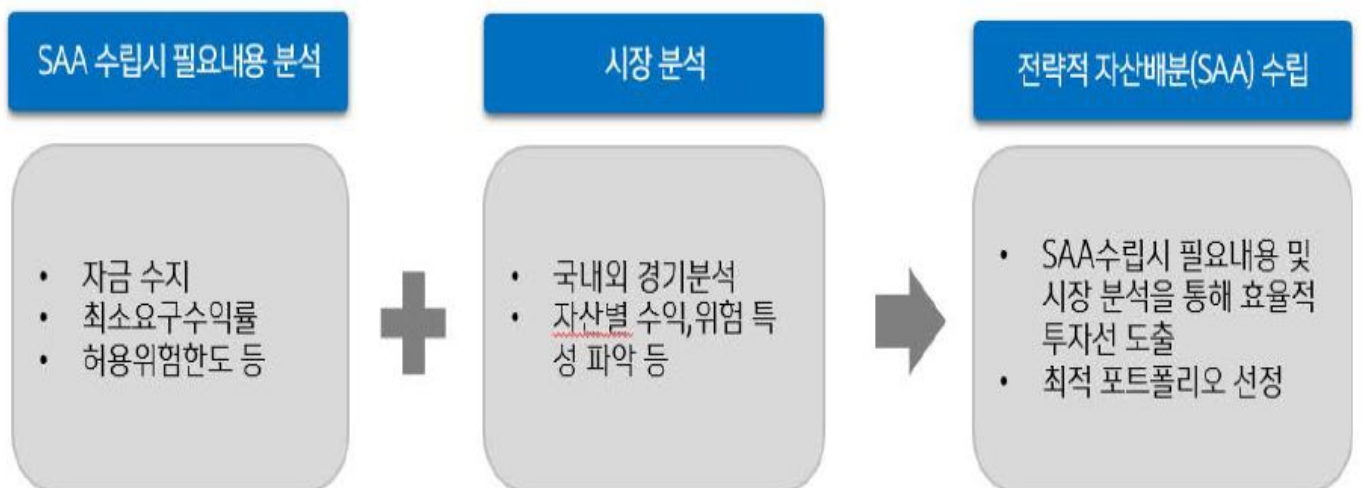 SAA 수립시 필요내용 분석
시장 분석
전략적 자산배분(SAA) 수립
• 자금 수지
• 최소요구수익률
• 허용위험한도 등
• 국내외 경기분석
• 자산별 수익,위험 특
성 파악 등
• SAA수립시 필요내용 및
시장 분석을 통해 효율적
투자선 도출
• 최적 포트폴리오 선정